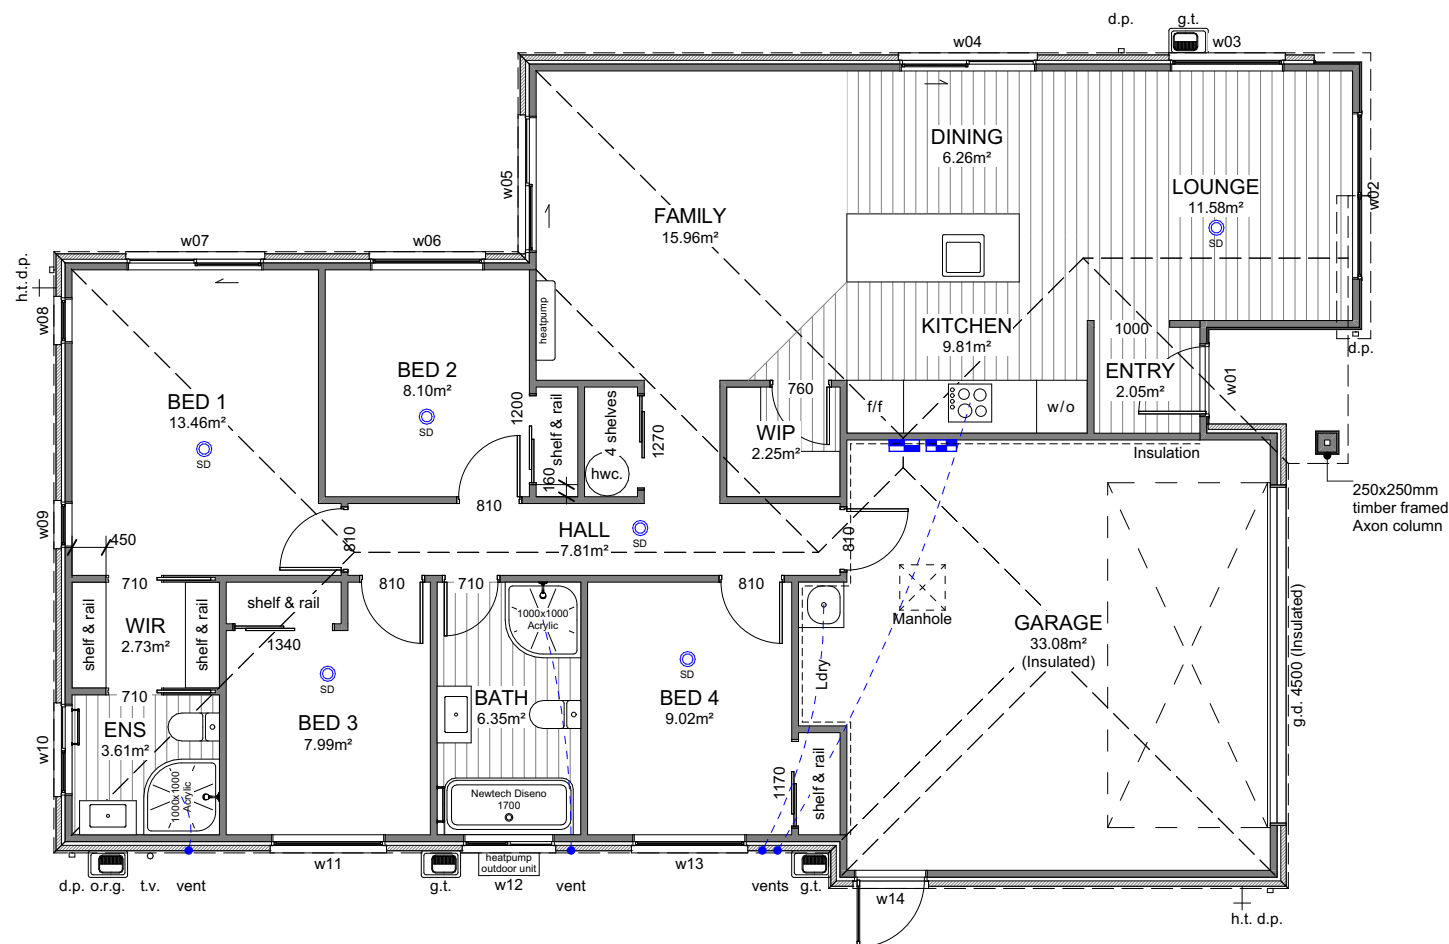 d.p.
g.t.
w04
w03
DINING
6.26m²
LOUNGE
11.58m²
SD
w02
w05
FAMILY
15.96m²
w07
w06
h.t.d.p.
w08
heatpump
KITCHEN
9.81m²
1000
d.p.
ENTRY
2.05m²
w01
BED 2
8.10m²
SD
BED 1
13.46m²
SD
1200
shelf & rail
160
4 shelves
hwc.
1270
760
WIP
2.25m²
f/f
w/o
Insulation
250x250mm
timber framed
Axon column
w09
450
810
HALL
7.81m²
SD
810
810
710
810
710
810
shelf & rail
WIR
2.73m²
shelf & rail
shelf & rail
1340
1000x1000
Acrylic
Manhole
GARAGE
33.08m²
(Insulated)
g.d. 4500 (Insulated)
Ldry
SD
SD
710
ENS
3.61m²
BED 3
7.99m²
BATH
6.35m²
BED 4
9.02m²
w10
1000x1000
Acrylic
Newtech Diseno
1700
1170
shelf & rail
d.p.
o.r.g.
t.v.
vent
w11
g.t.
heatpump
outdoor unit
w12
vent
w13
vents
g.t.
w14
h.t. d.p.